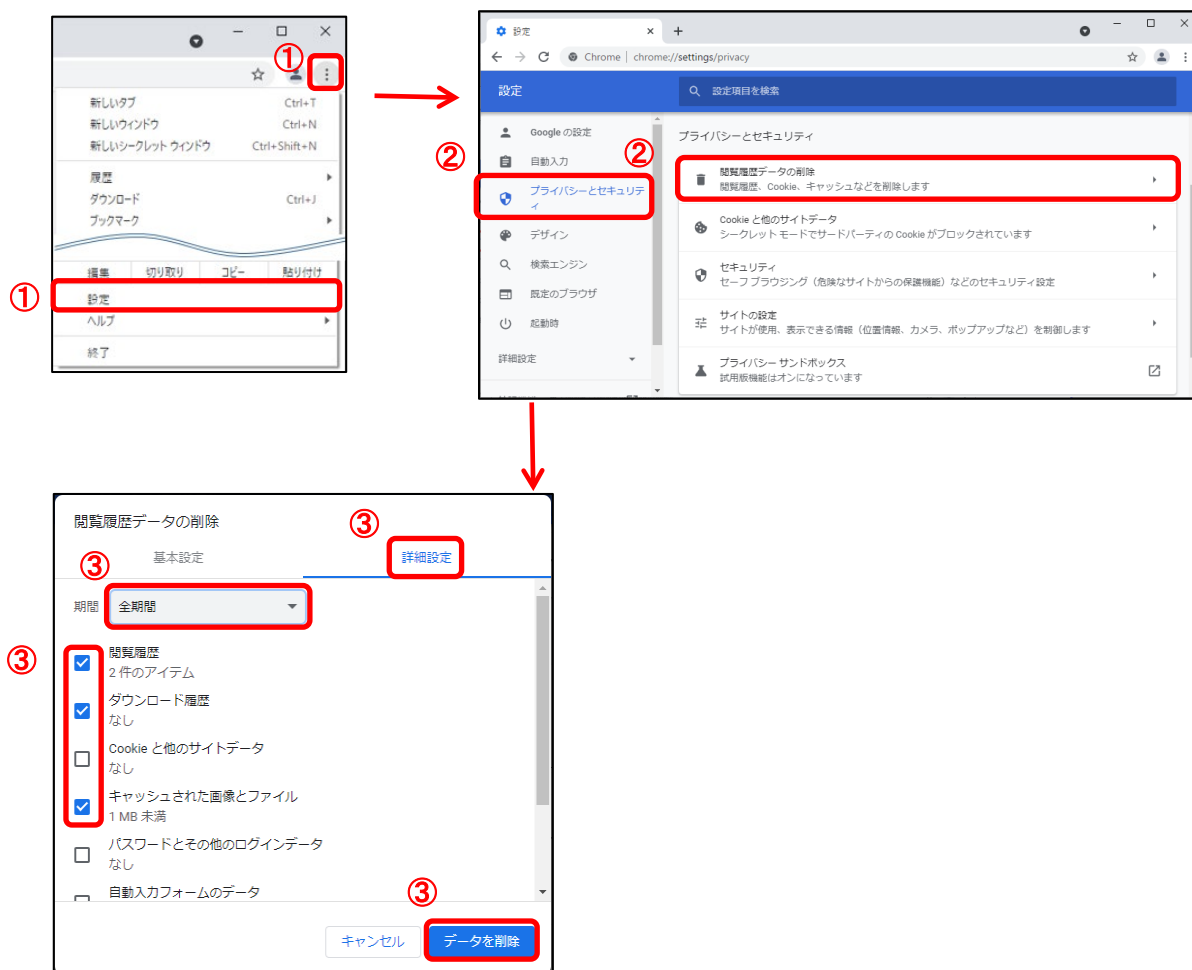 ①
新しいタブ Ctrl+T
新しいウィンドウ Ctrl+N
新しいシークレット ウィンドウ Ctrl+Shift+N
履歴
ダウンロード Ctrl+J
ブックマーク
編集 切り取り コピー 貼り付け
①
設定
ヘルプ
終了
設定
Chrome | chrome://settings/privacy
設定
設定項目を検索
Google の設定
②
自動入力
②
プライバシーとセキュリテ
ィ
デザイン
検索エンジン
既定のブラウザ
起動時
詳細設定
プライバシーとセキュリティ
閲覧履歴データの削除
閲覧履歴、Cookie、キャッシュなどを削除します
Cookie と他のサイトデータ
シークレット モードでサードパーティの Cookie がブロックされています
セキュリティ
セーフ ブラウジング（危険なサイトからの保護機能）などのセキュリティ設定
サイトの設定
サイトが使用、表示できる情報（位置情報、カメラ、ポップアップなど）を制御します
プライバシー サンドボックス
試用版機能はオンになっています
閲覧履歴データの削除
③
基本設定
詳細設定
③
期間 全期間
③
閲覧履歴
2 件のアイテム
ダウンロード履歴
なし
Cookie と他のサイトデータ
なし
キャッシュされた画像とファイル
1 MB 未満
パスワードとその他のログインデータ
なし
自動入力フォームのデータ
③
キャンセル データを削除